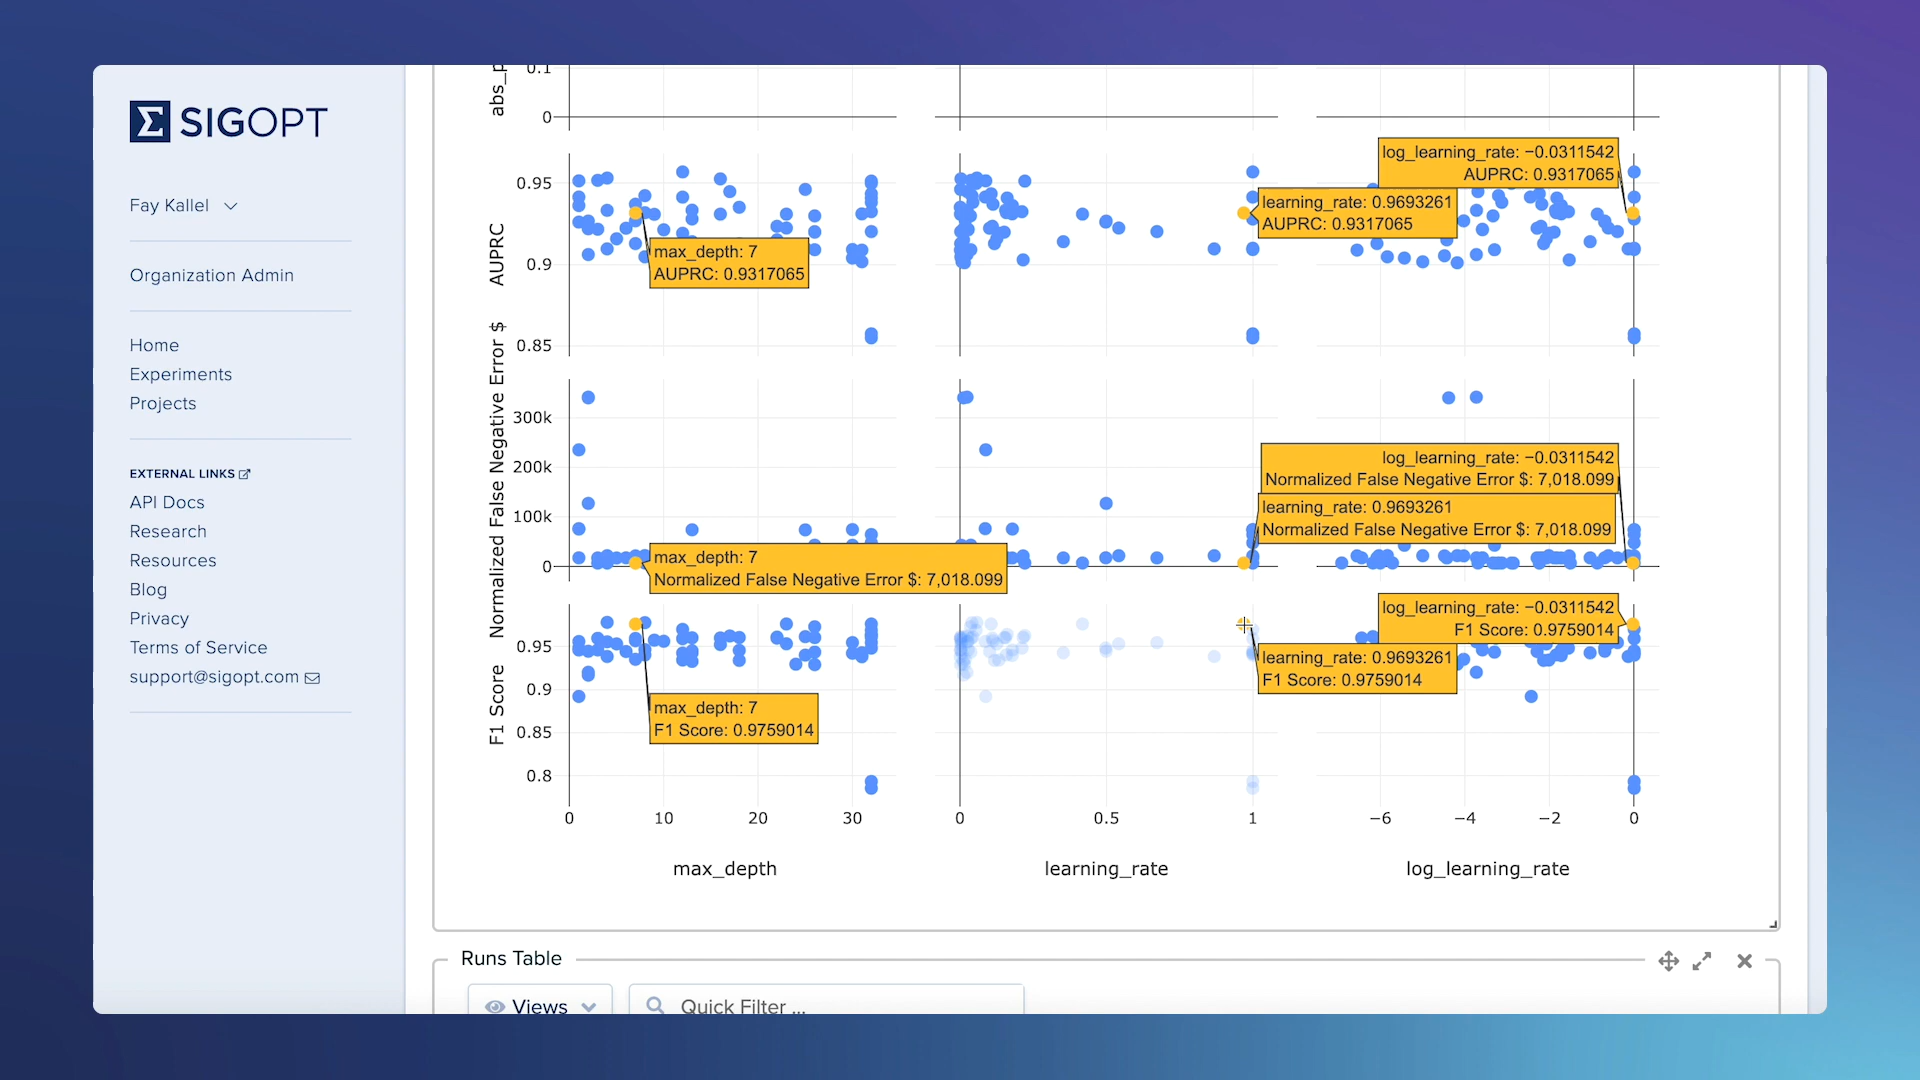 SIGOPT
Fay Kallel
Organization Admin
Home
Experiments
Projects
EXTERNAL LINKS
API Docs
Research
Resources
Blog
Privacy
Terms of Service
support@sigopt.com
abs_p
0.1
0
AUPRC
0.95
0.9
0.85
max_depth: 7
AUPRC: 0.9317065
learning_rate: 0.9693261
AUPRC: 0.9317065
log_learning_rate: −0.0311542
AUPRC: 0.9317065
Normalized False Negative Error $
300k
200k
100k
0
max_depth: 7
Normalized False Negative Error $: 7,018.099
log_learning_rate: −0.0311542
Normalized False Negative Error $: 7,018.099
learning_rate: 0.9693261
Normalized False Negative Error $: 7,018.099
F1 Score
0.95
0.9
0.85
0.8
max_depth: 7
F1 Score: 0.9759014
log_learning_rate: −0.0311542
F1 Score: 0.9759014
learning_rate: 0.9693261
F1 Score: 0.9759014
0 10 20 30
0 0.5 1
−6 −4 −2 0
max_depth
learning_rate
log_learning_rate
Runs Table
Views
Quick Filter ...